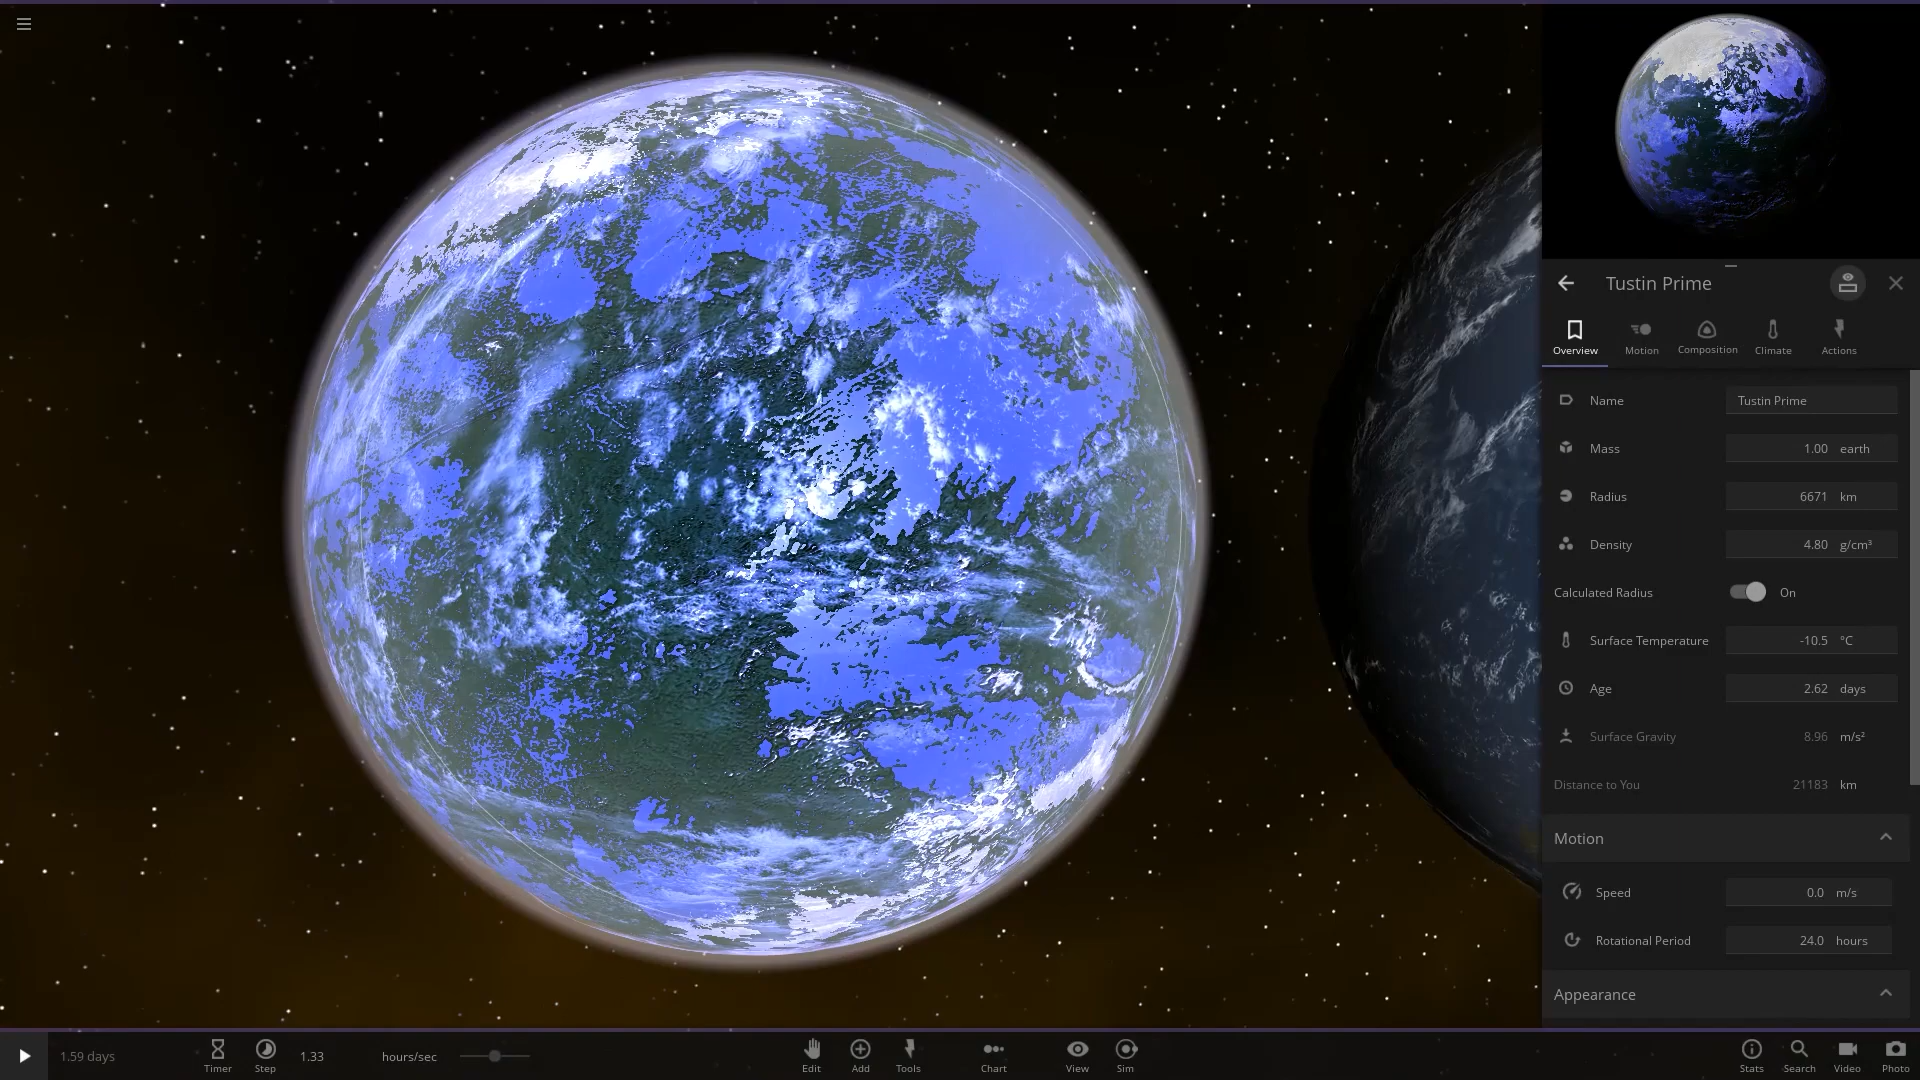 Tustin Prime
Overview
Motion
Composition
Climate
Actions
Name Tustin Prime
Mass 1.00 earth
Radius 6671 km
Density 4.80 g/cm³
Calculated Radius On
Surface Temperature -10.5 °C
Age 2.62 days
Surface Gravity 8.96 m/s²
Distance to You 21183 km
Motion
Speed 0.0 m/s
Rotational Period 24.0 hours
Appearance
1.59 days
Timer
Step
1.33 hours/sec
Edit
Add
Tools
Chart
View
Sim
Stats
Search
Video
Photo